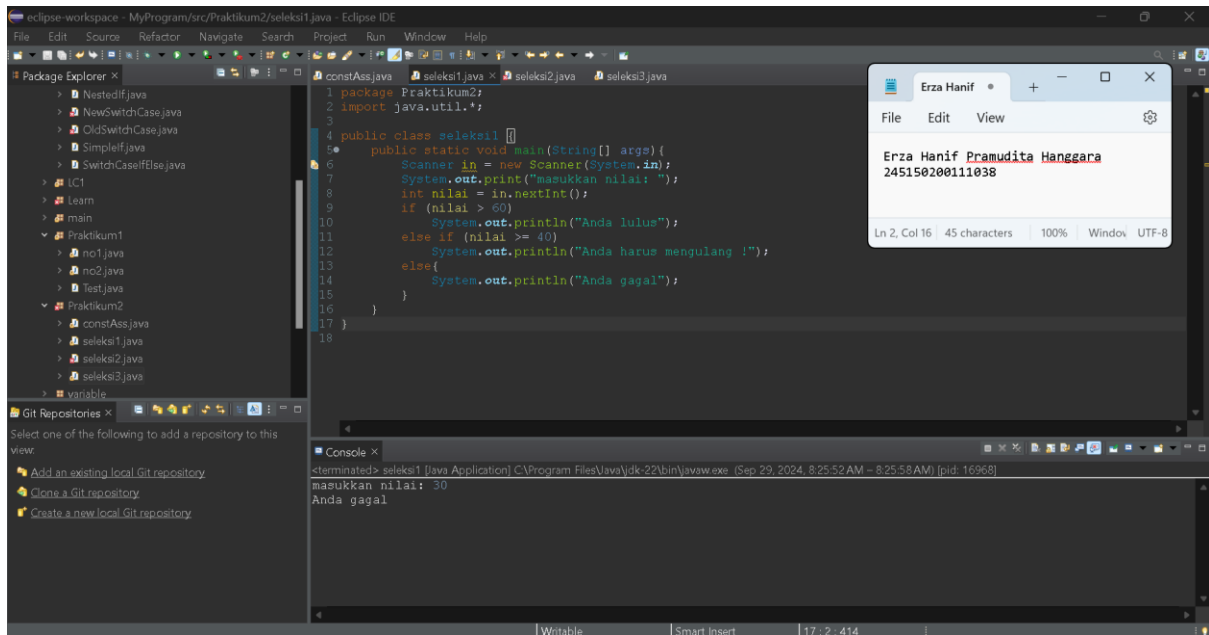 eclipse-workspace - MyProgram/src/Praktikum2/seleksi1.java - Eclipse IDE
File Edit Source Refactor Navigate Search Project Run Window Help
Package Explorer
NestedIf.java
NewSwitchCase.java
OldSwitchCase.java
SimpleIf.java
SwitchCaseIfElse.java
LC1
Learn
main
Praktikum1
no1.java
no2.java
Test.java
Praktikum2
constAss.java
seleksi1.java
seleksi2.java
seleksi3.java
variable
constAss.java seleksi1.java seleksi2.java seleksi3.java
1 package Praktikum2;
2 import java.util.*;
3
4 public class seleksi1 {
5 public static void main(String[] args){
6 Scanner in = new Scanner(System.in);
7 System.out.print("masukkan nilai: ");
8 int nilai = in.nextInt();
9 if (nilai > 60)
10 System.out.println("Anda lulus");
11 else if (nilai >= 40)
12 System.out.println("Anda harus mengulang !");
13 else{
14 System.out.println("Anda gagal");
15 }
16 }
17 }
18
Erza Hanif
File Edit View
Erza Hanif Pramudita Hanggara
245150200111038
Ln 2, Col 16 45 characters 100% Windov UTF-8
Git Repositories
Select one of the following to add a repository to this
view:
Add an existing local Git repository
Clone a Git repository
Create a new local Git repository
Console
<terminated> seleksi1 [Java Application] C:\Program Files\Java\jdk-22\bin\javaw.exe (Sep 29, 2024, 8:25:52 AM – 8:25:58 AM) [pid: 16968]
masukkan nilai: 30
Anda gagal
Writable Smart Insert 17 : 2 : 414